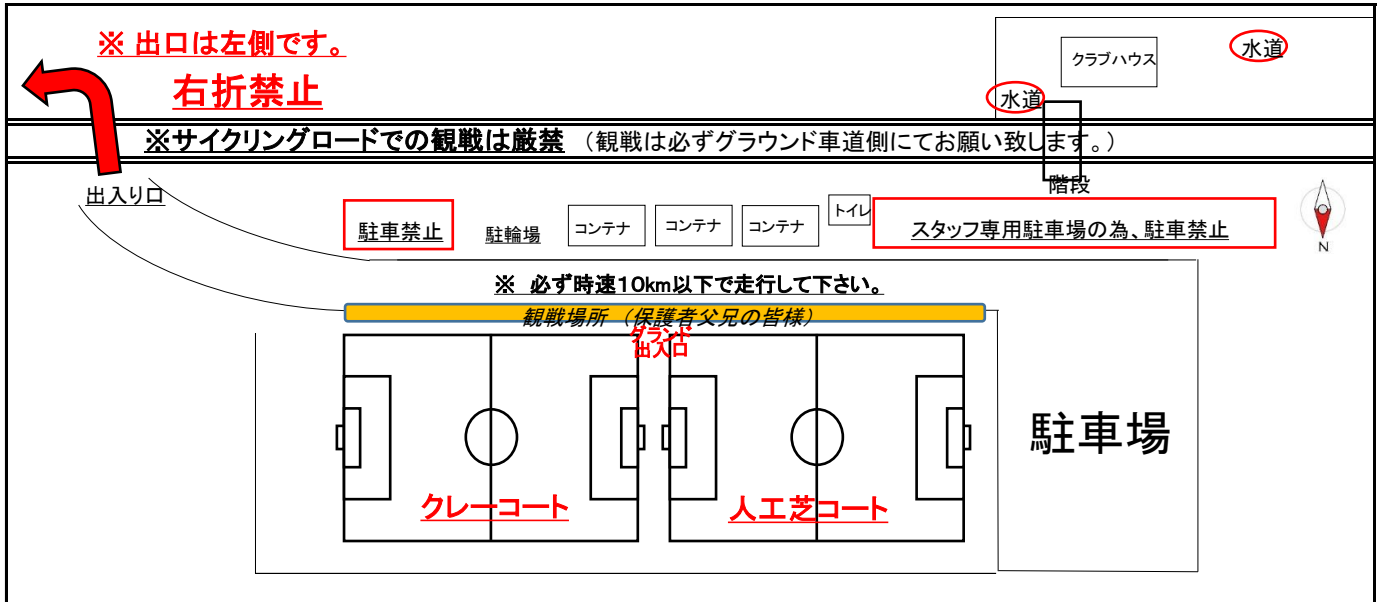 ※ 出口は左側です。
右折禁止
クラブハウス
水道
水道
※サイクリングロードでの観戦は厳禁 （観戦は必ずグラウンド車道側にてお願い致します。）
階段
出入り口
駐車禁止
駐輪場
コンテナ
コンテナ
コンテナ
トイレ
スタッフ専用駐車場の為、駐車禁止
N
※ 必ず時速10km以下で走行して下さい。
観戦場所 （保護者父兄の皆様）
グランド
出入口
駐車場
クレーコート
人工芝コート